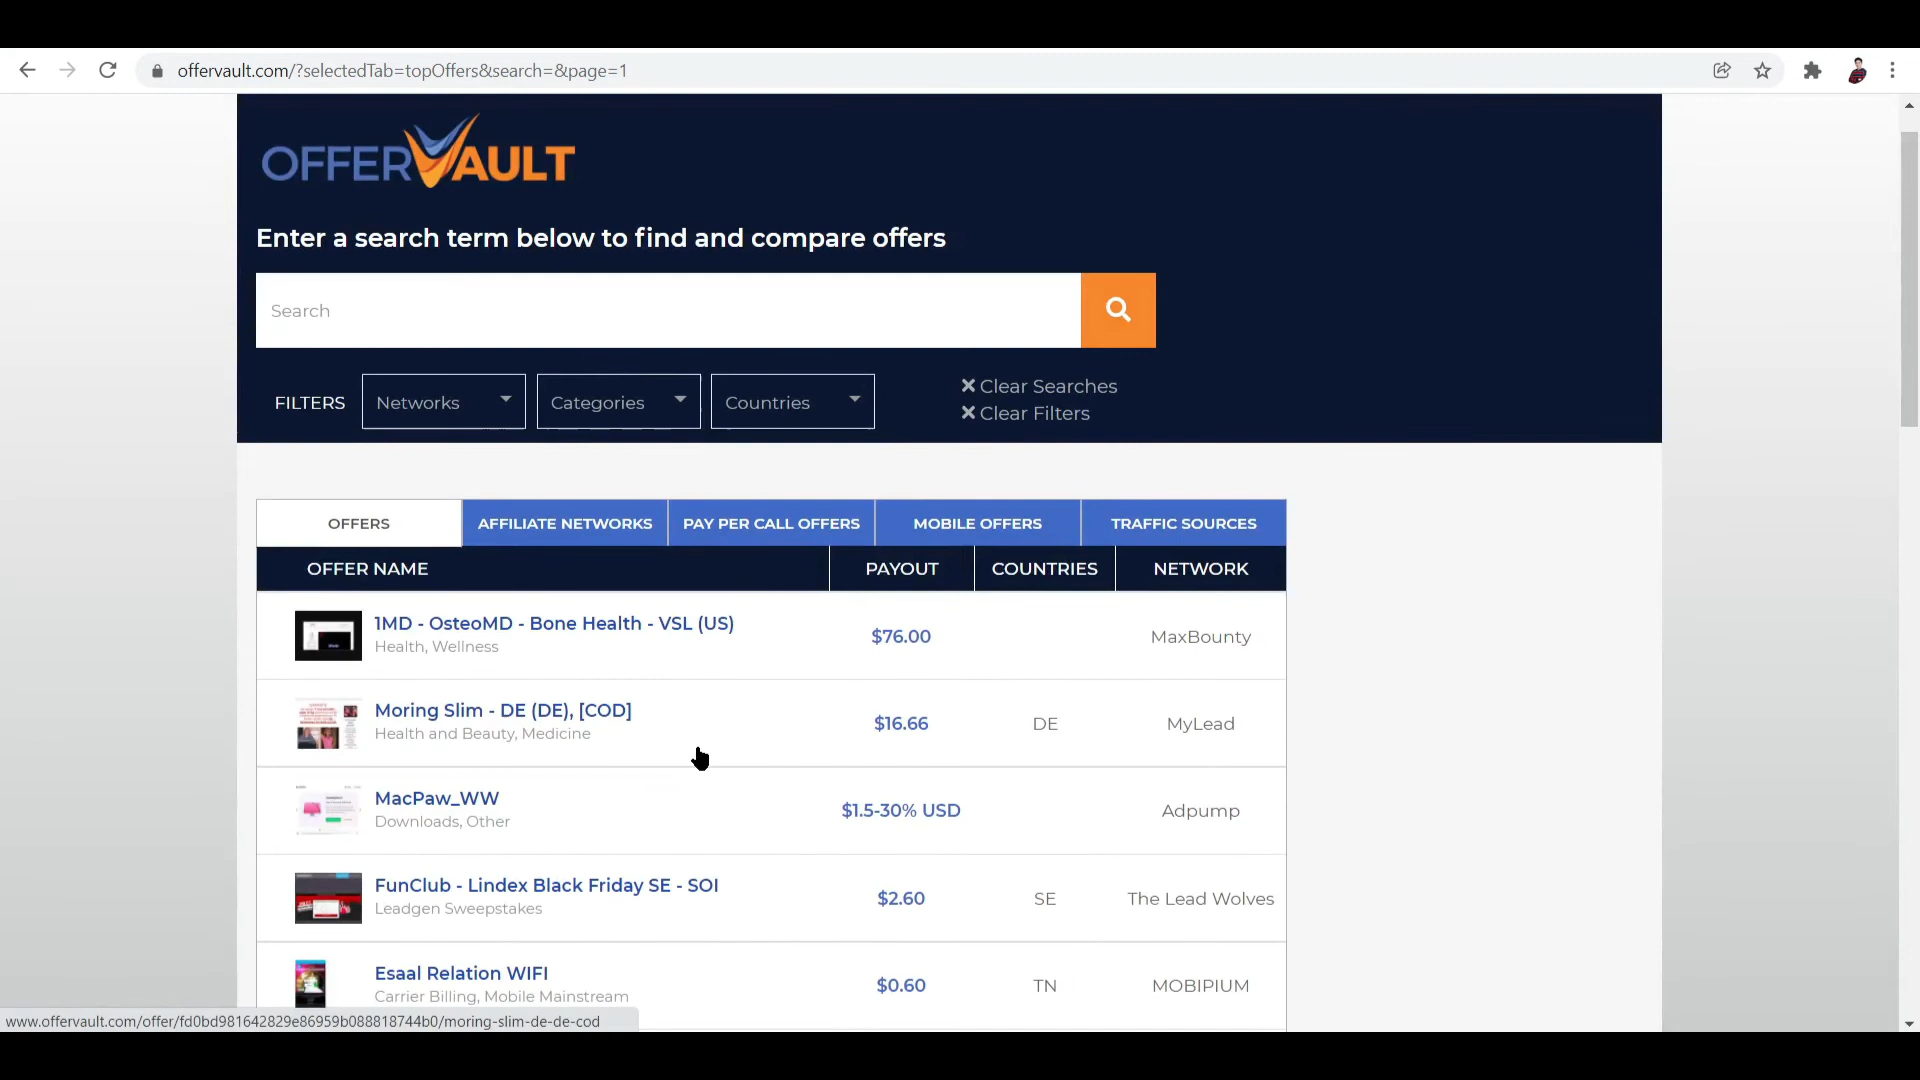 offervault.com/?selectedTab=topOffers&search=&page=1
OFFERVAULT
Enter a search term below to find and compare offers
Search
FILTERS Networks Categories Countries
Clear Searches
Clear Filters
OFFERS AFFILIATE NETWORKS PAY PER CALL OFFERS MOBILE OFFERS TRAFFIC SOURCES
OFFER NAME PAYOUT COUNTRIES NETWORK
1MD - OsteoMD - Bone Health - VSL (US)
Health, Wellness
$76.00 MaxBounty
Moring Slim - DE (DE), [COD]
Health and Beauty, Medicine
$16.66 DE MyLead
MacPaw_WW
Downloads, Other
$1.5-30% USD Adpump
FunClub - Lindex Black Friday SE - SOI
Leadgen Sweepstakes
$2.60 SE The Lead Wolves
Esaal Relation WIFI
Carrier Billing, Mobile Mainstream
$0.60 TN MOBIPIUM
www.offervault.com/offer/fd0bd981642829e86959b088818744b0/moring-slim-de-de-cod